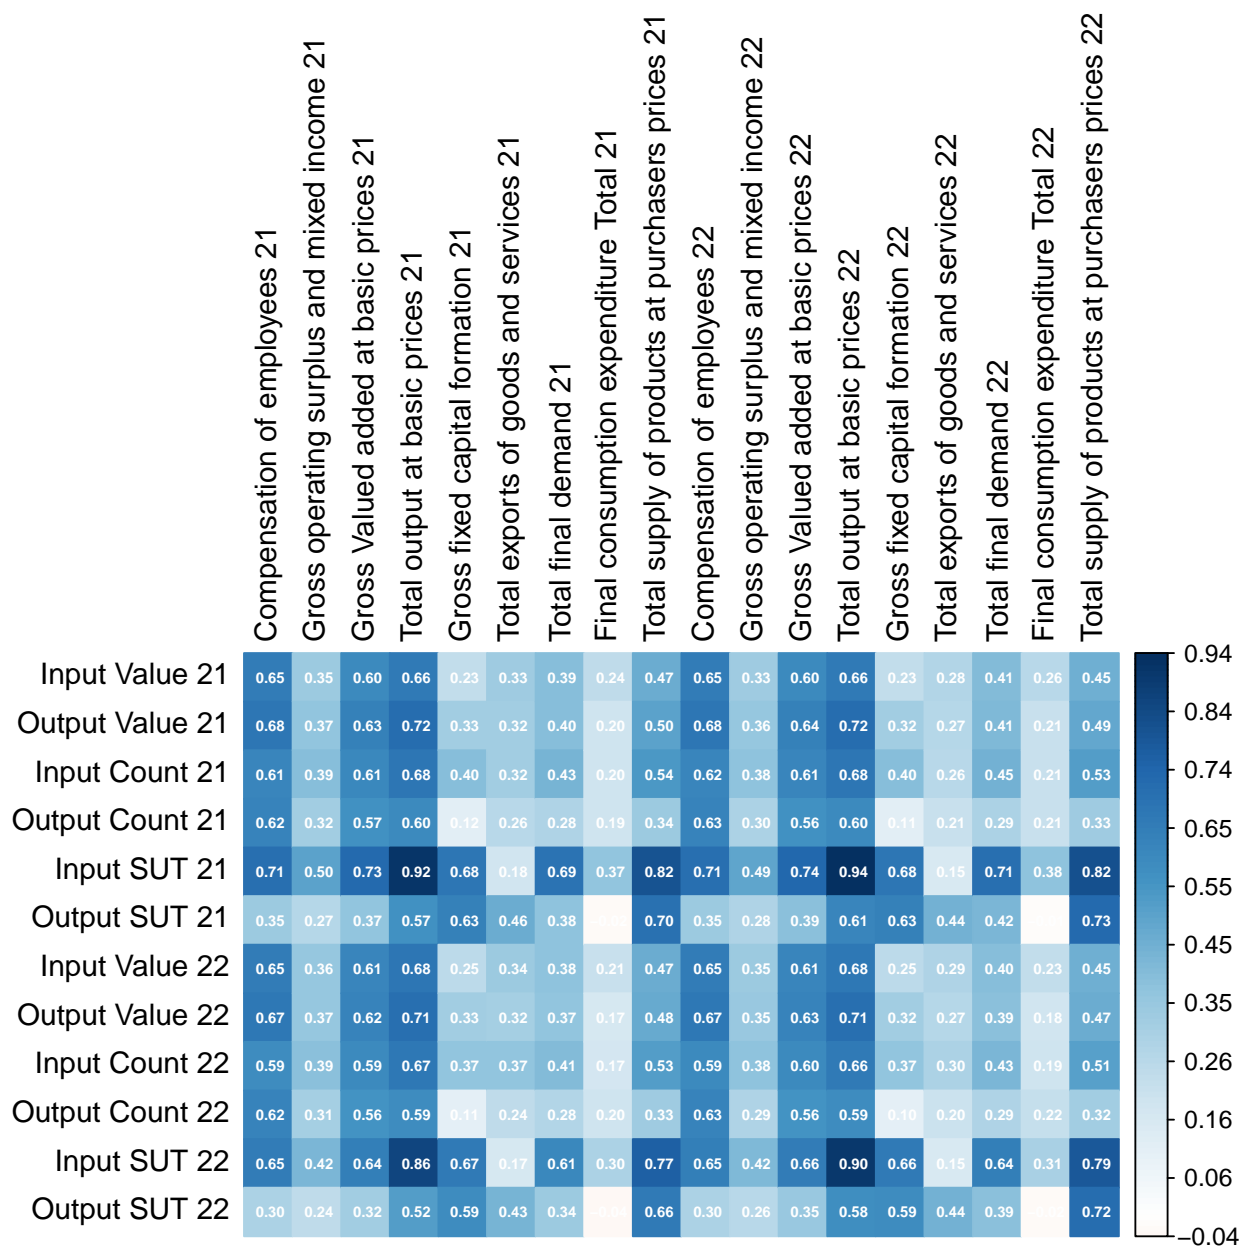 Compensation of employees 21
Gross operating surplus and mixed income 21
Gross Valued added at basic prices 21
Total output at basic prices 21
Gross fixed capital formation 21
Total exports of goods and services 21
Total final demand 21
Final consumption expenditure Total 21
Total supply of products at purchasers prices 21
Compensation of employees 22
Gross operating surplus and mixed income 22
Gross Valued added at basic prices 22
Total output at basic prices 22
Gross fixed capital formation 22
Total exports of goods and services 22
Total final demand 22
Final consumption expenditure Total 22
Total supply of products at purchasers prices 22
Input Value 21 0.65 0.35 0.60 0.66 0.23 0.33 0.39 0.24 0.47 0.65 0.33 0.60 0.66 0.23 0.28 0.41 0.26 0.45
Output Value 21 0.68 0.37 0.63 0.72 0.33 0.32 0.40 0.20 0.50 0.68 0.36 0.64 0.72 0.32 0.27 0.41 0.21 0.49
Input Count 21 0.61 0.39 0.61 0.68 0.40 0.32 0.43 0.20 0.54 0.62 0.38 0.61 0.68 0.40 0.26 0.45 0.21 0.53
Output Count 21 0.62 0.32 0.57 0.60 0.12 0.26 0.28 0.19 0.34 0.63 0.30 0.56 0.60 0.11 0.21 0.29 0.21 0.33
Input SUT 21 0.71 0.50 0.73 0.92 0.68 0.18 0.69 0.37 0.82 0.71 0.49 0.74 0.94 0.68 0.15 0.71 0.38 0.82
Output SUT 21 0.35 0.27 0.37 0.57 0.63 0.46 0.38 0.70 0.35 0.28 0.39 0.61 0.63 0.44 0.42 0.73
Input Value 22 0.65 0.36 0.61 0.68 0.25 0.34 0.38 0.21 0.47 0.65 0.35 0.61 0.68 0.25 0.29 0.40 0.23 0.45
Output Value 22 0.67 0.37 0.62 0.71 0.33 0.32 0.37 0.17 0.48 0.67 0.35 0.63 0.71 0.32 0.27 0.39 0.18 0.47
Input Count 22 0.59 0.39 0.59 0.67 0.37 0.37 0.41 0.17 0.53 0.59 0.38 0.60 0.66 0.37 0.30 0.43 0.19 0.51
Output Count 22 0.62 0.31 0.56 0.59 0.11 0.24 0.28 0.20 0.33 0.63 0.29 0.56 0.59 0.10 0.20 0.29 0.22 0.32
Input SUT 22 0.65 0.42 0.64 0.86 0.67 0.17 0.61 0.30 0.77 0.65 0.42 0.66 0.90 0.66 0.15 0.64 0.31 0.79
Output SUT 22 0.30 0.24 0.32 0.52 0.59 0.43 0.34 0.66 0.30 0.26 0.35 0.58 0.59 0.44 0.39 0.72
0.94
0.84
0.74
0.65
0.55
0.45
0.35
0.26
0.16
0.06
−0.04